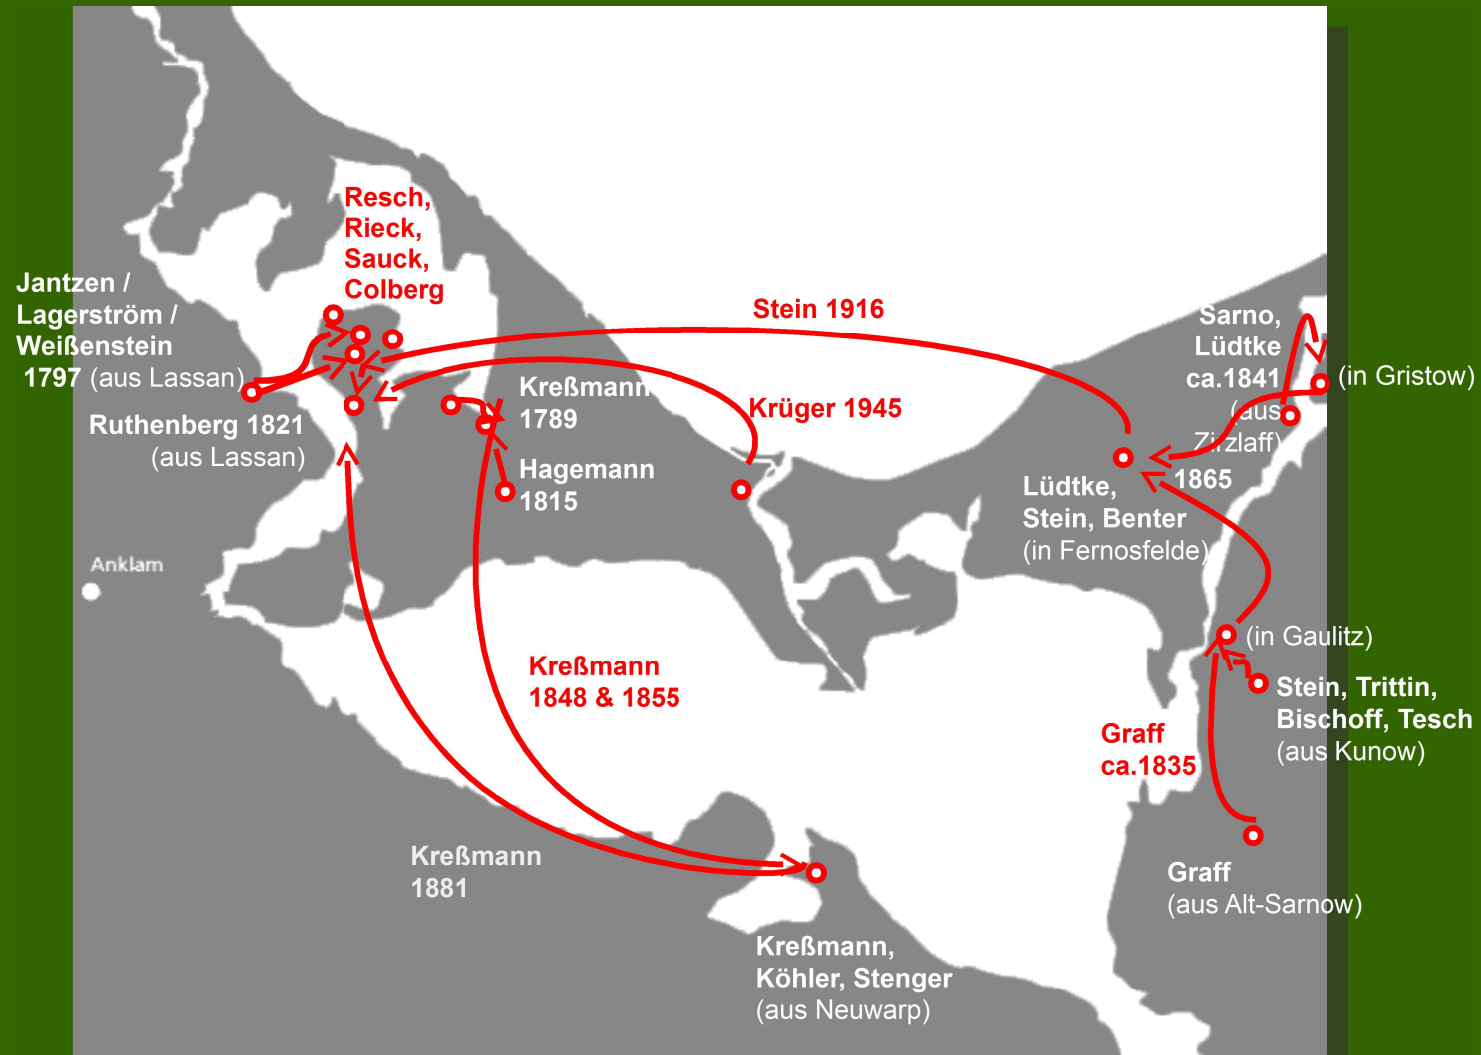 Resch,
Rieck,
Sauck,
Colberg
Jantzen /
Lagerström /
Weißenstein
1797 (aus Lassan)
Ruthenberg 1821
(aus Lassan)
Stein 1916
Sarno,
Lüdtke
ca.1841
(aus
Zirzlaff)
(in Gristow)
Kreßmann
1789
Krüger 1945
Hagemann
1815
1865
Lüdtke,
Stein, Benter
(in Fernosfelde)
Anklam
(in Gaulitz)
Kreßmann
1848 & 1855
Stein, Trittin,
Bischoff, Tesch
(aus Kunow)
Graff
ca.1835
Kreßmann
1881
Graff
(aus Alt-Sarnow)
Kreßmann,
Köhler, Stenger
(aus Neuwarp)